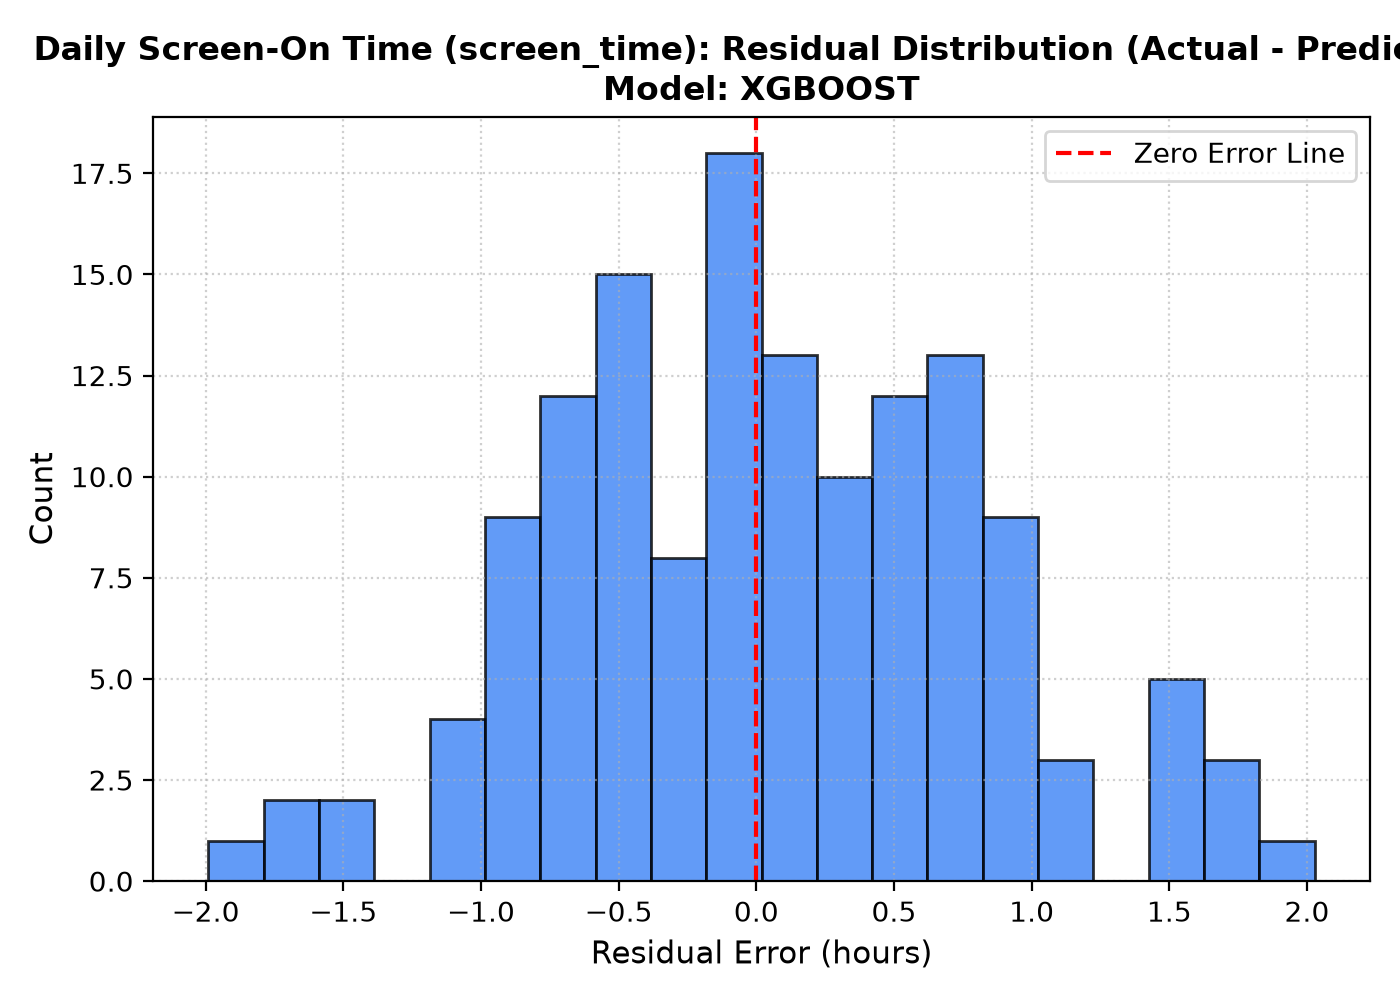 Daily Screen-On Time (screen_time): Residual Distribution (Actual - Predic
Model: XGBOOST
Zero Error Line
17.5
15.0
12.5
10.0
7.5
5.0
2.5
0.0
Count
−2.0 −1.5 −1.0 −0.5 0.0 0.5 1.0 1.5 2.0
Residual Error (hours)